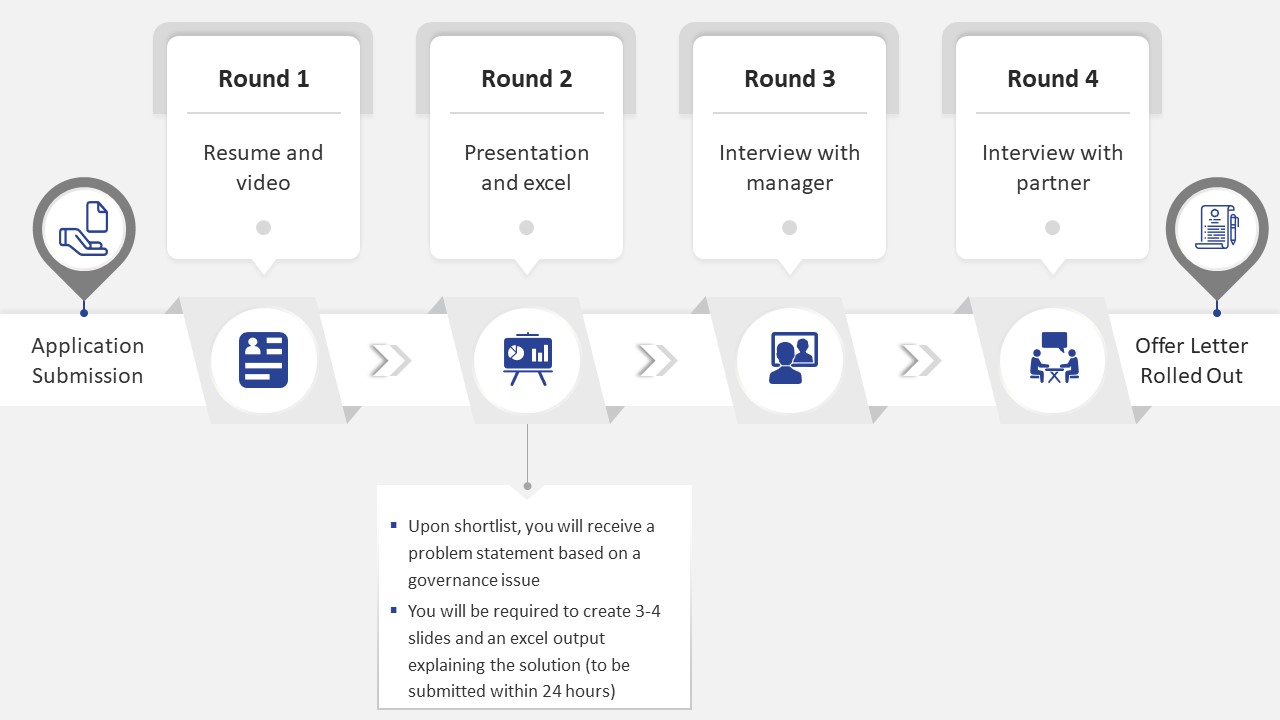 Round 1
Resume and
video
Round 2
Presentation
and excel
Round 3
Interview with
manager
Round 4
Interview with
partner
Application
Submission
Offer Letter
Rolled Out
▪ Upon shortlist, you will receive a
problem statement based on a
governance issue
▪ You will be required to create 3-4
slides and an excel output
explaining the solution (to be
submitted within 24 hours)